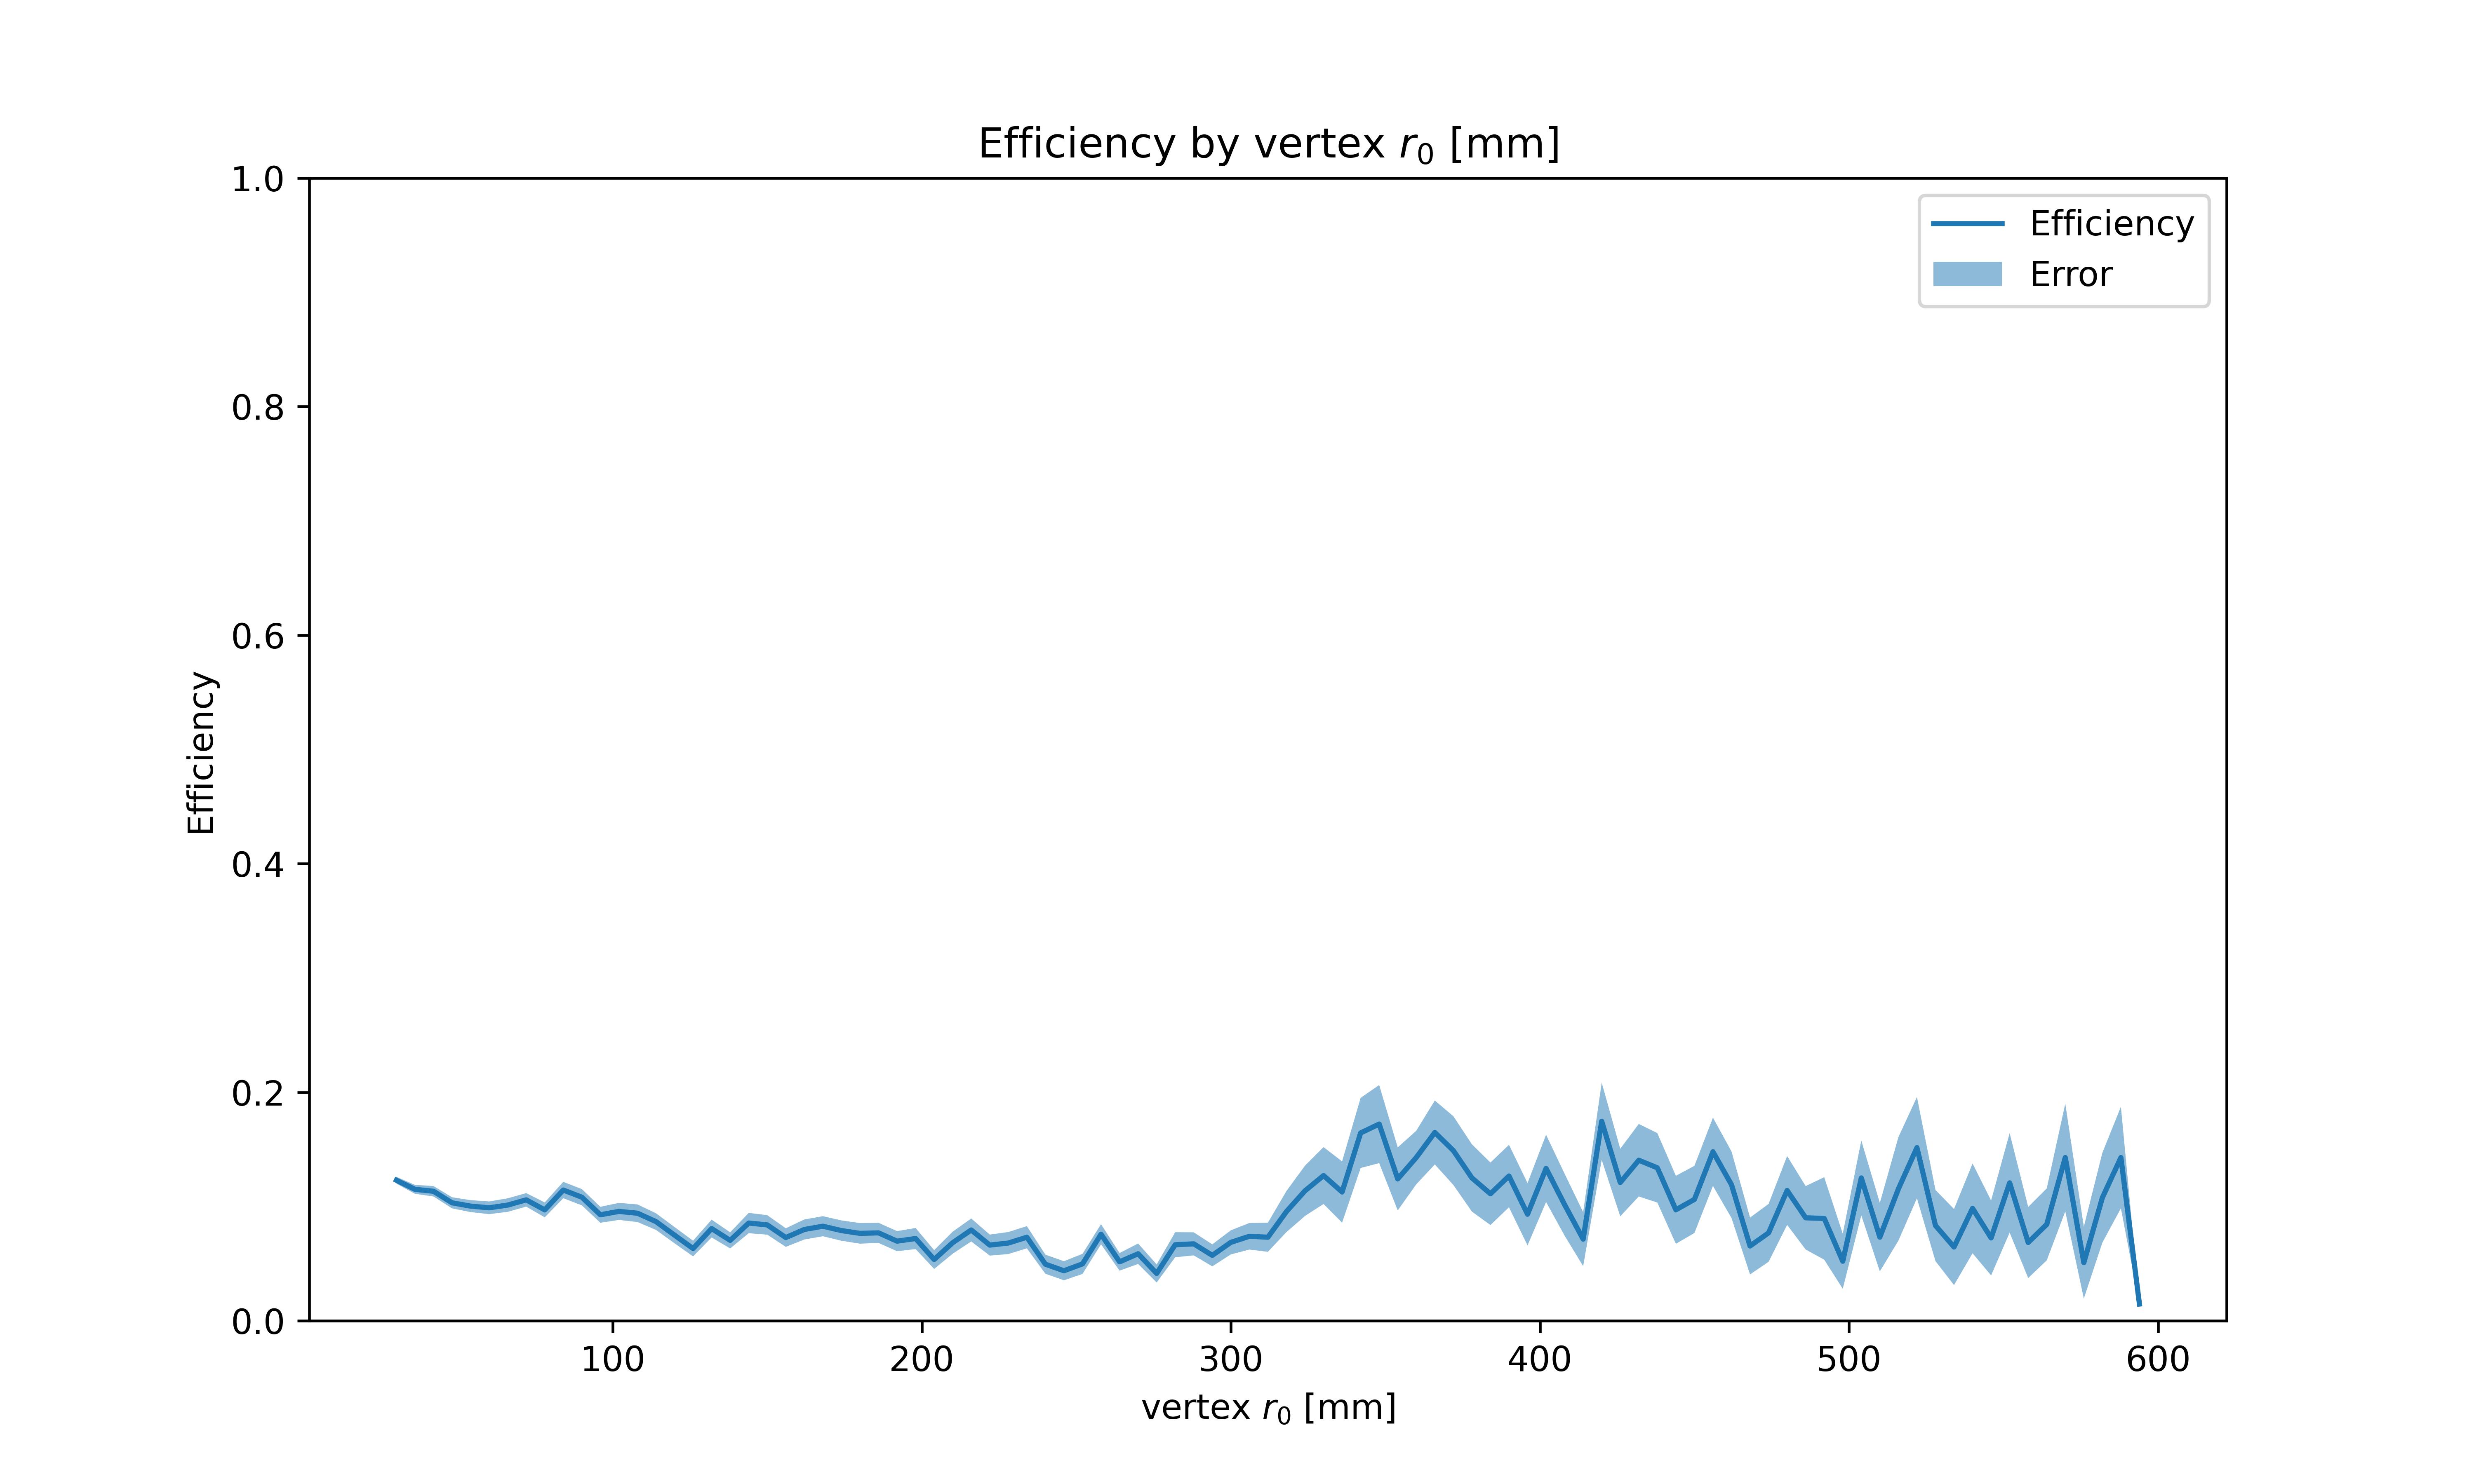 Efficiency by vertex r₀ [mm]
1.0
0.8
0.6
0.4
0.2
0.0
Efficiency
Efficiency
Error
100 200 300 400 500 600
vertex r₀ [mm]